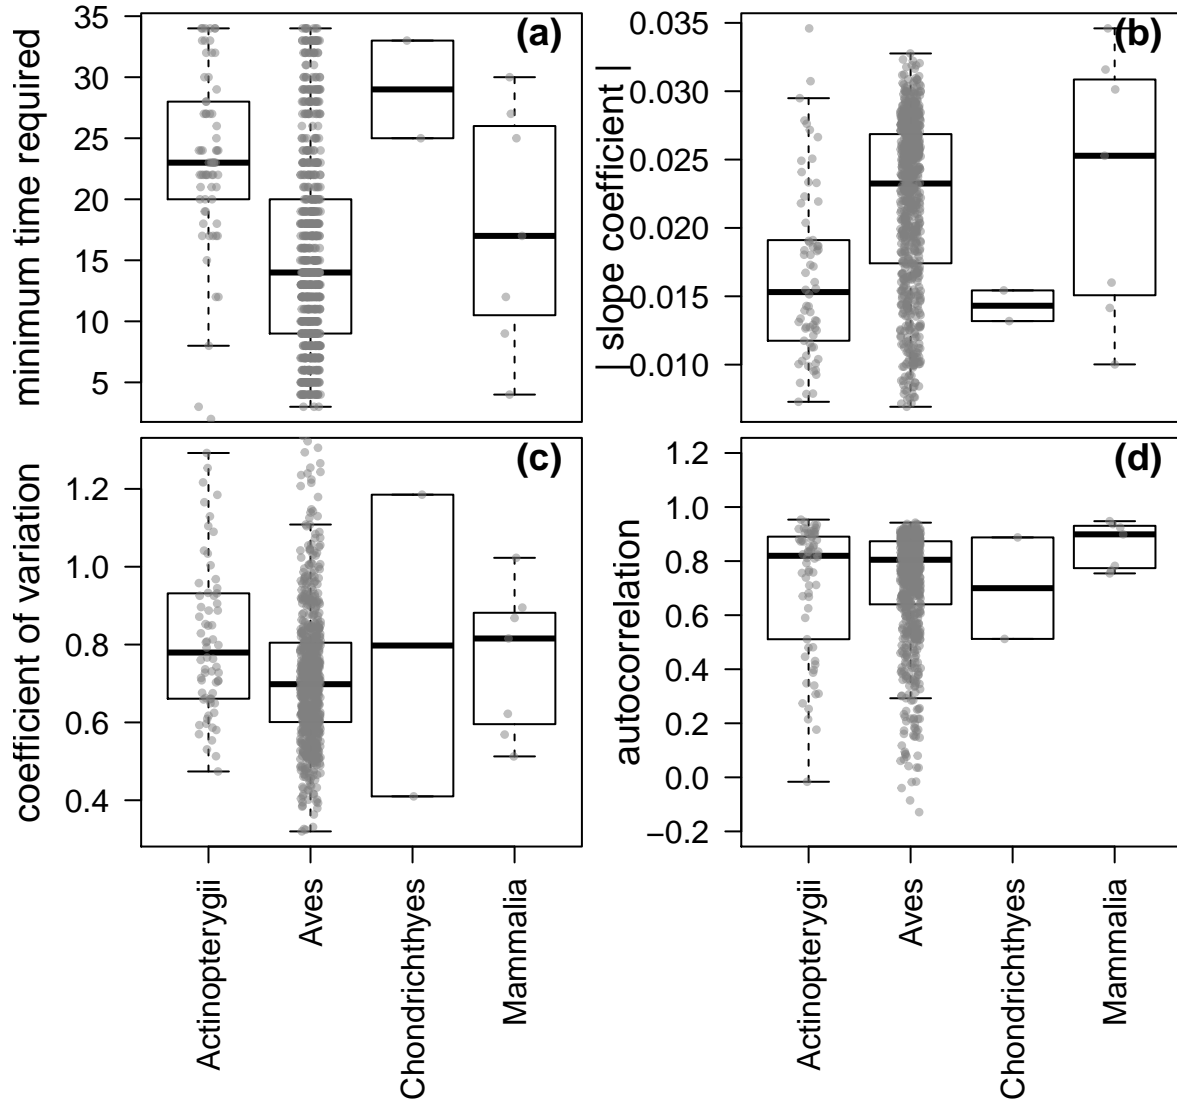 (a)
minimum time required
35
30
25
20
15
10
5
(b)
| slope coefficient |
0.035
0.030
0.025
0.020
0.015
0.010
(c)
coefficient of variation
1.2
1.0
0.8
0.6
0.4
Actinopterygii
Aves
Chondrichthyes
Mammalia
(d)
autocorrelation
1.2
1.0
0.8
0.6
0.4
0.2
0.0
−0.2
Actinopterygii
Aves
Chondrichthyes
Mammalia